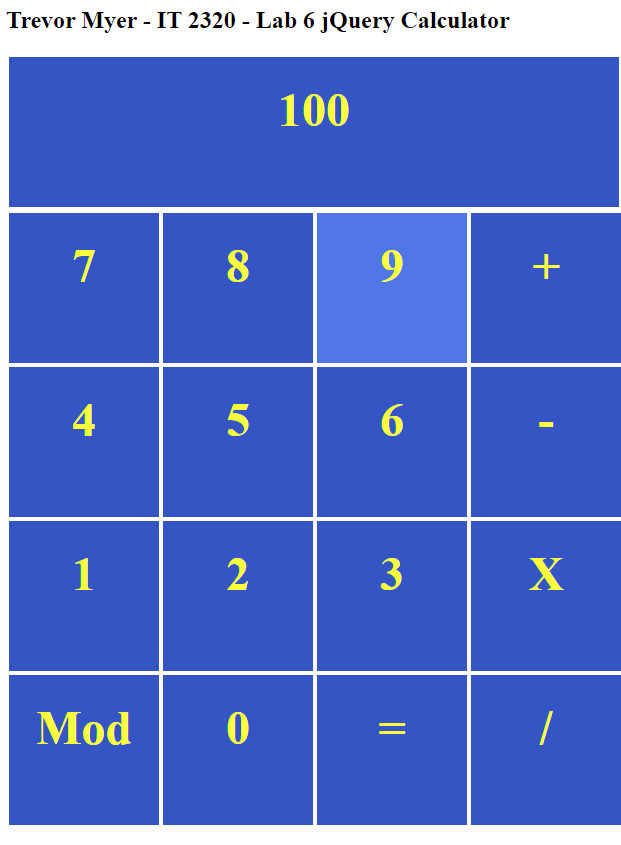 Trevor Myer - IT 2320 - Lab 6 jQuery Calculator
100
7 8 9 +
4 5 6 -
1 2 3 X
Mod 0 = /